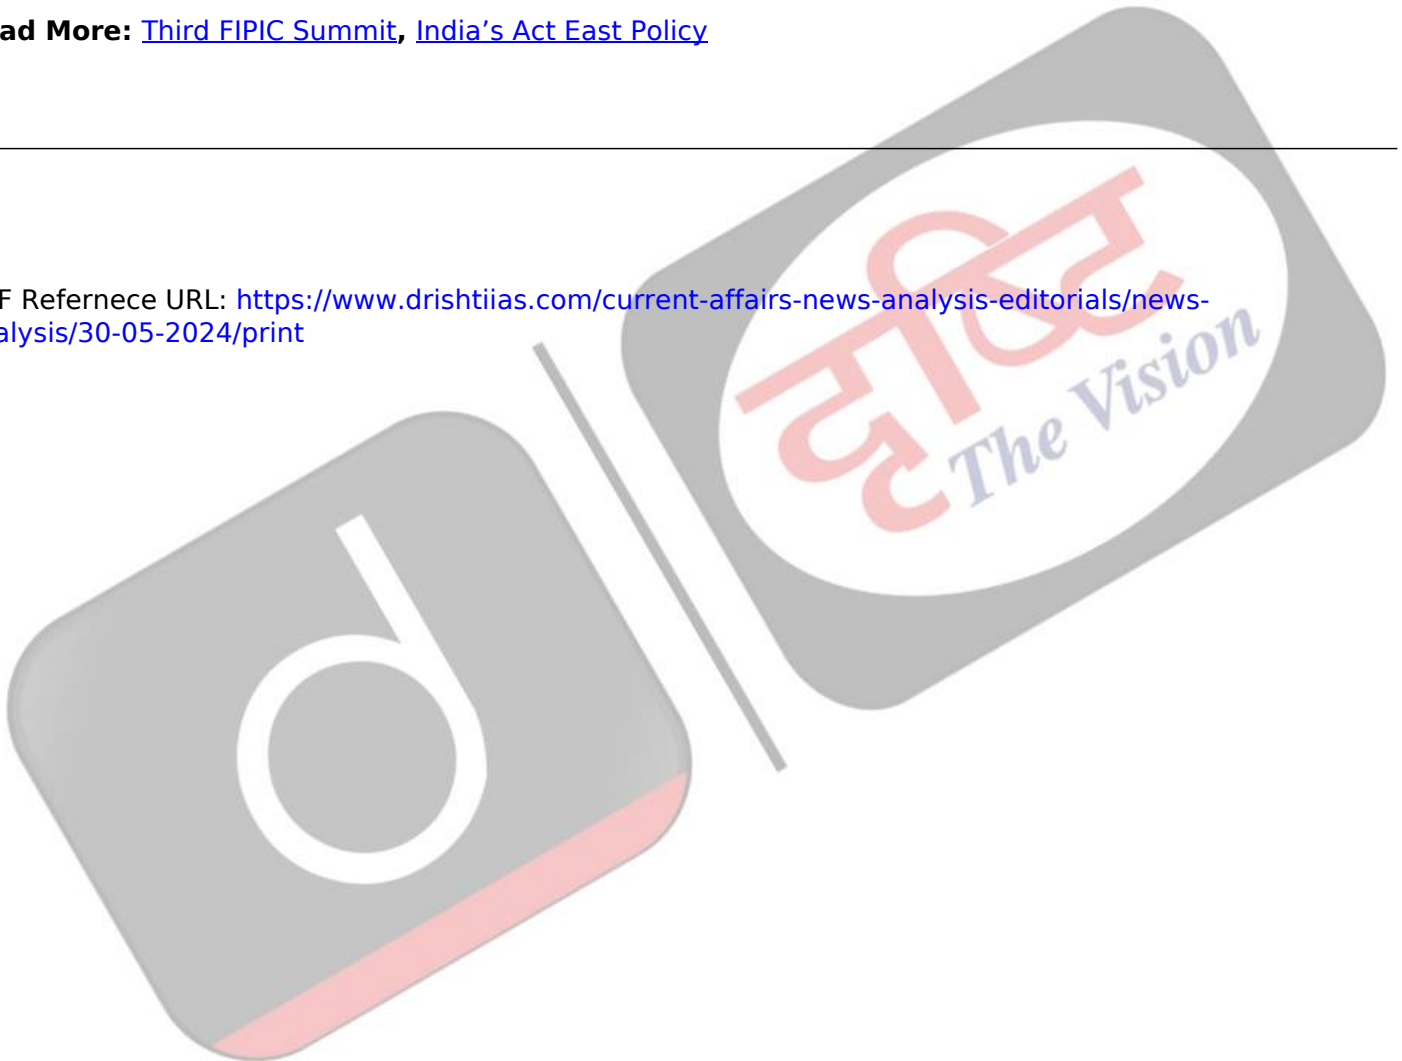 ad More: Third FIPIC Summit, India’s Act East Policy
F Refernece URL: https://www.drishtiias.com/current-affairs-news-analysis-editorials/news-
alysis/30-05-2024/print
दृष्टि
The Vision
d